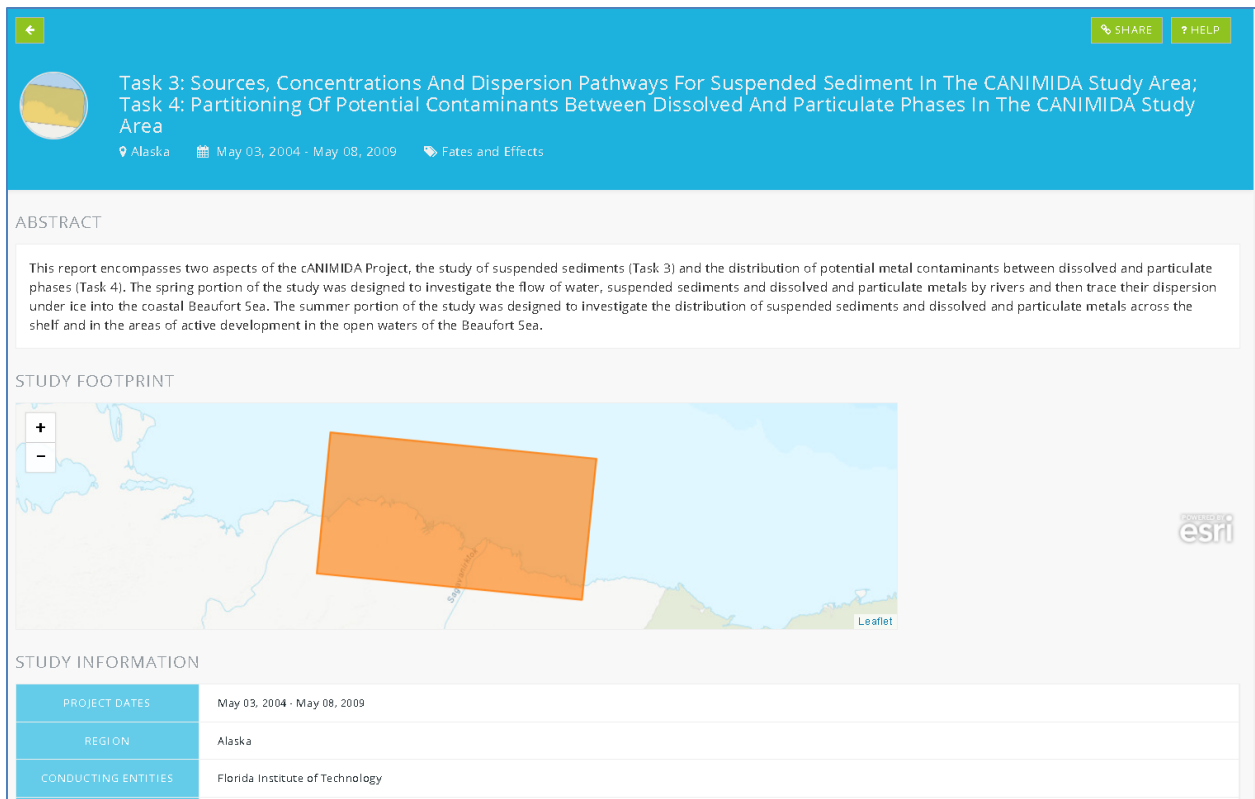 SHARE
? HELP
Task 3: Sources, Concentrations And Dispersion Pathways For Suspended Sediment In The CANIMIDA Study Area;
Task 4: Partitioning Of Potential Contaminants Between Dissolved And Particulate Phases In The CANIMIDA Study
Area
Alaska May 03, 2004 - May 08, 2009 Fates and Effects
ABSTRACT
This report encompasses two aspects of the cANIMIDA Project, the study of suspended sediments (Task 3) and the distribution of potential metal contaminants between dissolved and particulate
phases (Task 4). The spring portion of the study was designed to investigate the flow of water, suspended sediments and dissolved and particulate metals by rivers and then trace their dispersion
under ice into the coastal Beaufort Sea. The summer portion of the study was designed to investigate the distribution of suspended sediments and dissolved and particulate metals across the
shelf and in the areas of active development in the open waters of the Beaufort Sea.
STUDY FOOTPRINT
+
−
POWERED BY
esri
Leaflet
STUDY INFORMATION
PROJECT DATES May 03, 2004 - May 08, 2009
REGION Alaska
CONDUCTING ENTITIES Florida Institute of Technology